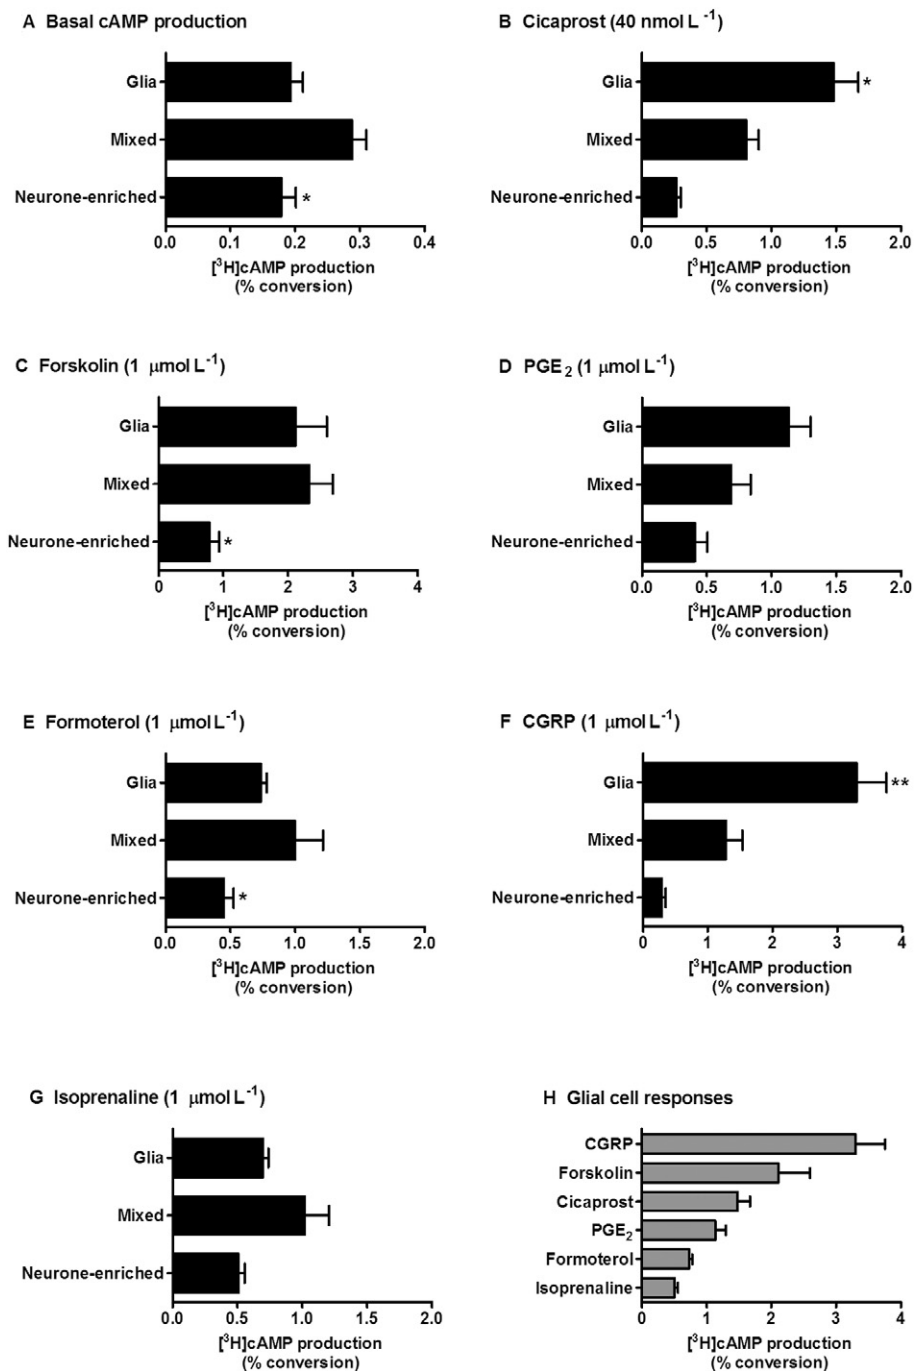 A Basal cAMP production
Glia
Mixed
Neurone-enriched
*
0.0 0.1 0.2 0.3 0.4
[³H]cAMP production
(% conversion)
B Cicaprost (40 nmol L⁻¹)
Glia
*
Mixed
Neurone-enriched
0.0 0.5 1.0 1.5 2.0
[³H]cAMP production
(% conversion)
C Forskolin (1 μmol L⁻¹)
Glia
Mixed
Neurone-enriched
*
0 1 2 3 4
[³H]cAMP production
(% conversion)
D PGE₂ (1 μmol L⁻¹)
Glia
Mixed
Neurone-enriched
0.0 0.5 1.0 1.5 2.0
[³H]cAMP production
(% conversion)
E Formoterol (1 μmol L⁻¹)
Glia
Mixed
Neurone-enriched
*
0.0 0.5 1.0 1.5 2.0
[³H]cAMP production
(% conversion)
F CGRP (1 μmol L⁻¹)
Glia
**
Mixed
Neurone-enriched
0 1 2 3 4
[³H]cAMP production
(% conversion)
G Isoprenaline (1 μmol L⁻¹)
Glia
Mixed
Neurone-enriched
0.0 0.5 1.0 1.5 2.0
[³H]cAMP production
(% conversion)
H Glial cell responses
CGRP
Forskolin
Cicaprost
PGE₂
Formoterol
Isoprenaline
0 1 2 3 4
[³H]cAMP production
(% conversion)